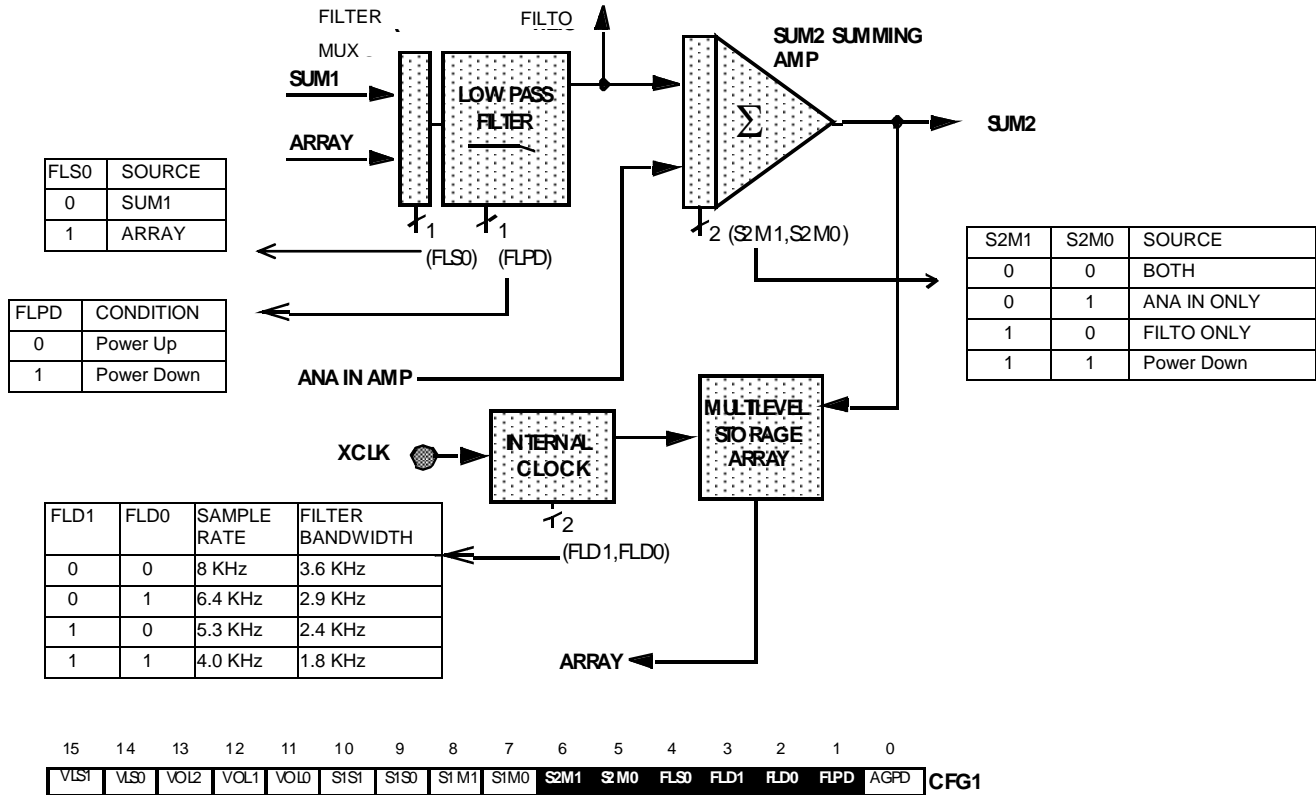 FILTER
MUX
FILTO
SUM2 SUMMING
AMP
SUM1
LOW PASS
FILTER
Σ
SUM2
ARRAY
FLS0 SOURCE
0 SUM1
1 ARRAY
1
1
(FLS0) (FLPD)
2 (S2M1,S2M0)
S2M1 S2M0 SOURCE
0 0 BOTH
0 1 ANA IN ONLY
1 0 FILTO ONLY
1 1 Power Down
FLPD CONDITION
0 Power Up
1 Power Down
ANA IN AMP
MULTILEVEL
STORAGE
ARRAY
XCLK
INTERNAL
CLOCK
2
(FLD1,FLD0)
FLD1 FLD0 SAMPLE RATE FILTER BANDWIDTH
0 0 8 KHz 3.6 KHz
0 1 6.4 KHz 2.9 KHz
1 0 5.3 KHz 2.4 KHz
1 1 4.0 KHz 1.8 KHz
ARRAY
15 14 13 12 11 10 9 8 7 6 5 4 3 2 1 0
VLS1 VLS0 VOL2 VOL1 VOL0 S1S1 S1S0 S1M1 S1M0 S2M1 S2M0 FLS0 FLD1 FLD0 FLPD AGPD CFG1